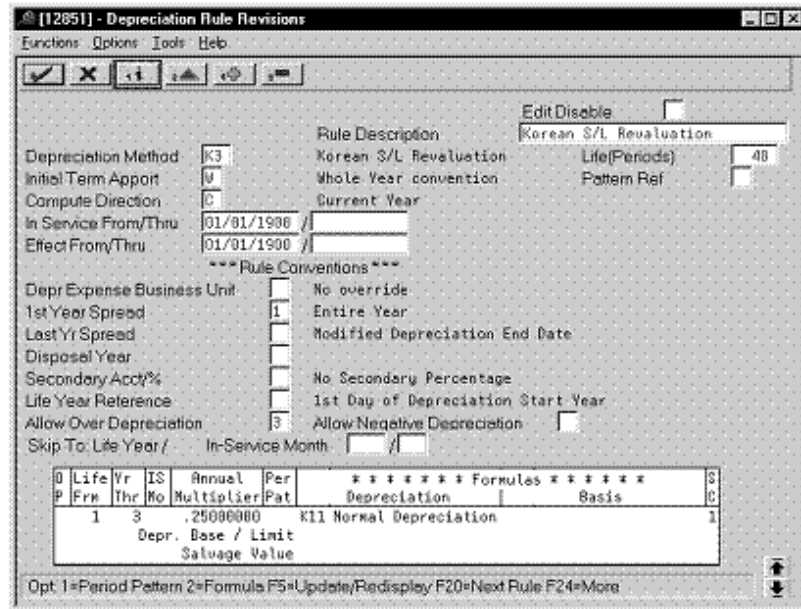 [12851] - Depreciation Rule Revisions
Functions Options Tools Help
Edit Disable
Rule Description Korean S/L Revaluation
Depreciation Method K3 Korean S/L Revaluation Life(Periods) 48
Initial Term Apport W Whole Year convention Pattern Ref
Compute Direction C Current Year
In Service From/Thru 01/01/1900 /
Effect From/Thru 01/01/1900 /
*** Rule Conventions ***
Depr Expense Business Unit No override
1st Year Spread 1 Entire Year
Last Yr Spread Modified Depreciation End Date
Disposal Year
Secondary Acct/% No Secondary Percentage
Life Year Reference 1st Day of Depreciation Start Year
Allow Over Depreciation 3 Allow Negative Depreciation
Skip To: Life Year / In-Service Month /
O Life Yr IS Annual Per * * * * * * Formulas * * * * * * S
P Frm Thr Mo Multiplier Pat Depreciation | Basis C
1 3 .25000000 K11 Normal Depreciation 1
Depr. Base / Limit
Salvage Value
Opt: 1=Period Pattern 2=Formula F5=Update/Redisplay F20=Next Rule F24=More